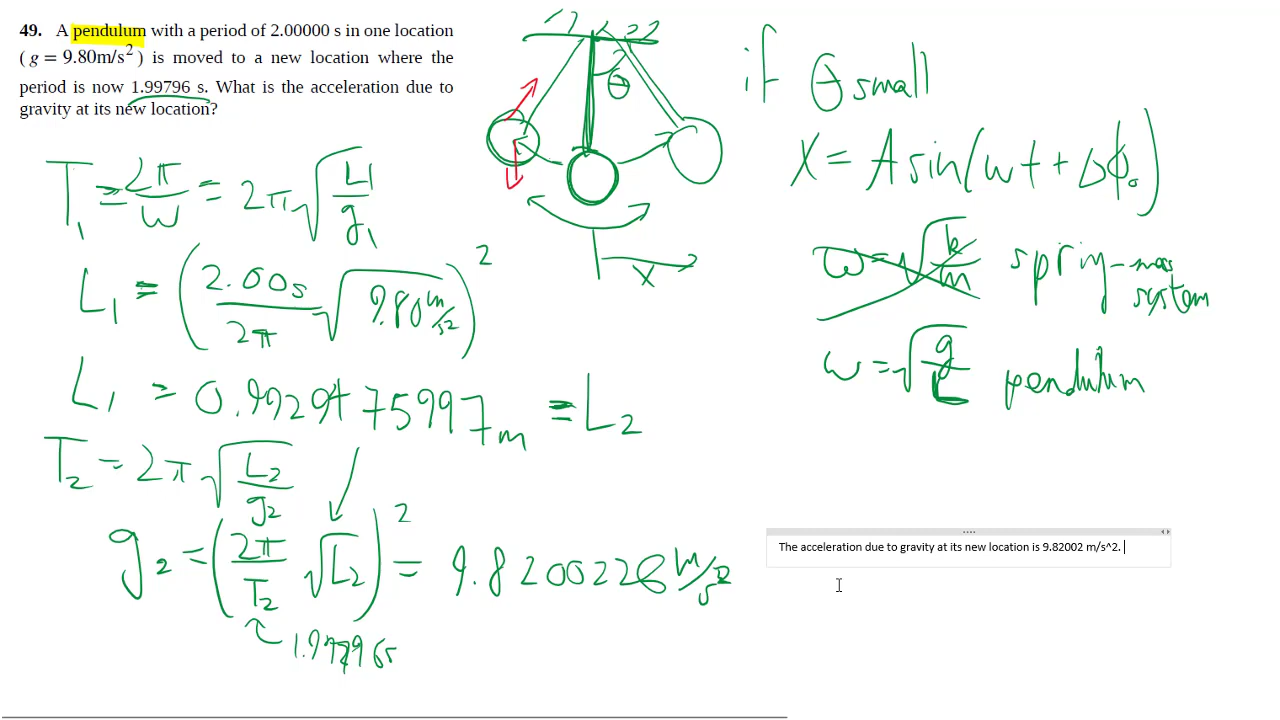 49. A pendulum with a period of 2.00000 s in one location
( g = 9.80m/s² ) is moved to a new location where the
period is now 1.99796 s. What is the acceleration due to
gravity at its new location?
θ
X
T₁ = 2π/W = 2π√(L₁/g₁)
L₁ = (2.00s/2π √(9.80 m/s²))²
L₁ = 0.9929475997m = L₂
T₂ = 2π √(L₂/g₂)
g₂ = (2π/T₂ √L₂)² = 9.820022 m/s²
if θ small
X = A sin(ωt + Δϕ₀)
ω = √(k/m) spring-mass system
ω = √(g/L) pendulum
The acceleration due to gravity at its new location is 9.82002 m/s^2.